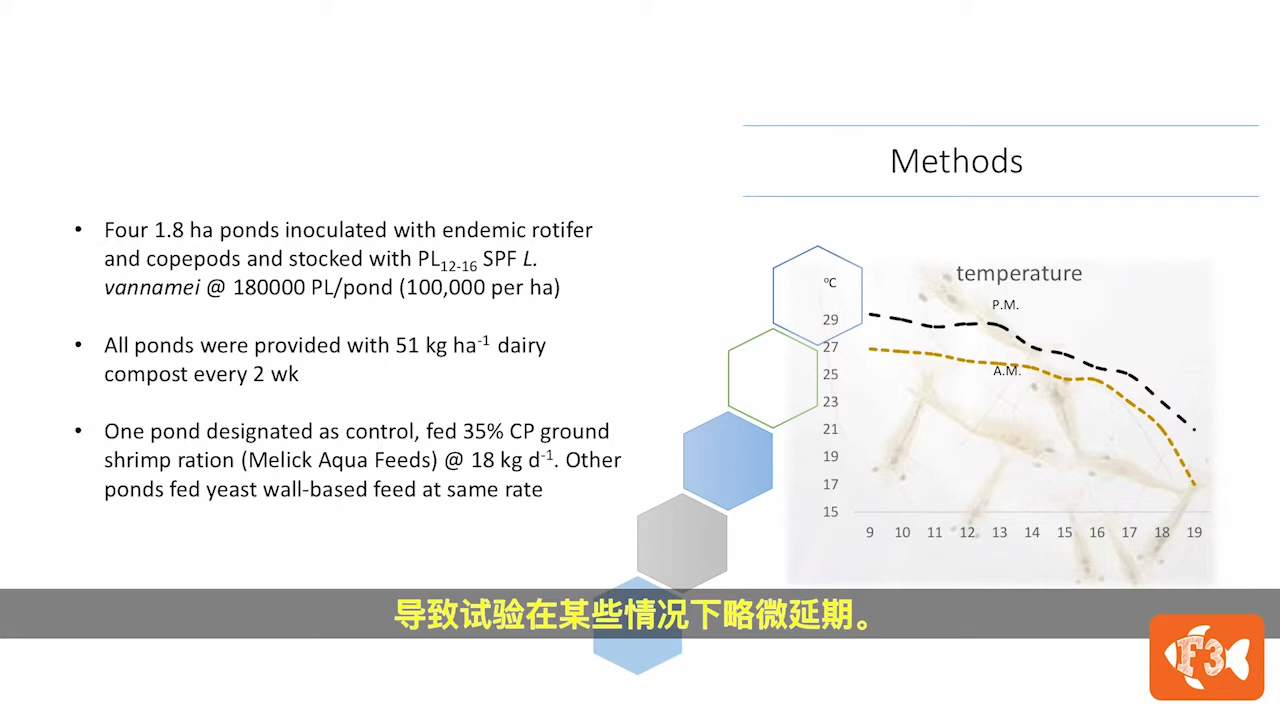 Methods
• Four 1.8 ha ponds inoculated with endemic rotifer
and copepods and stocked with PL12-16 SPF L.
vannamei @ 180000 PL/pond (100,000 per ha)
• All ponds were provided with 51 kg ha-1 dairy
compost every 2 wk
• One pond designated as control, fed 35% CP ground
shrimp ration (Melick Aqua Feeds) @ 18 kg d-1. Other
ponds fed yeast wall-based feed at same rate
temperature
oC
P.M.
A.M.
29
27
25
23
21
19
17
15
9 10 11 12 13 14 15 16 17 18 19
导致试验在某些情况下略微延期。
F3